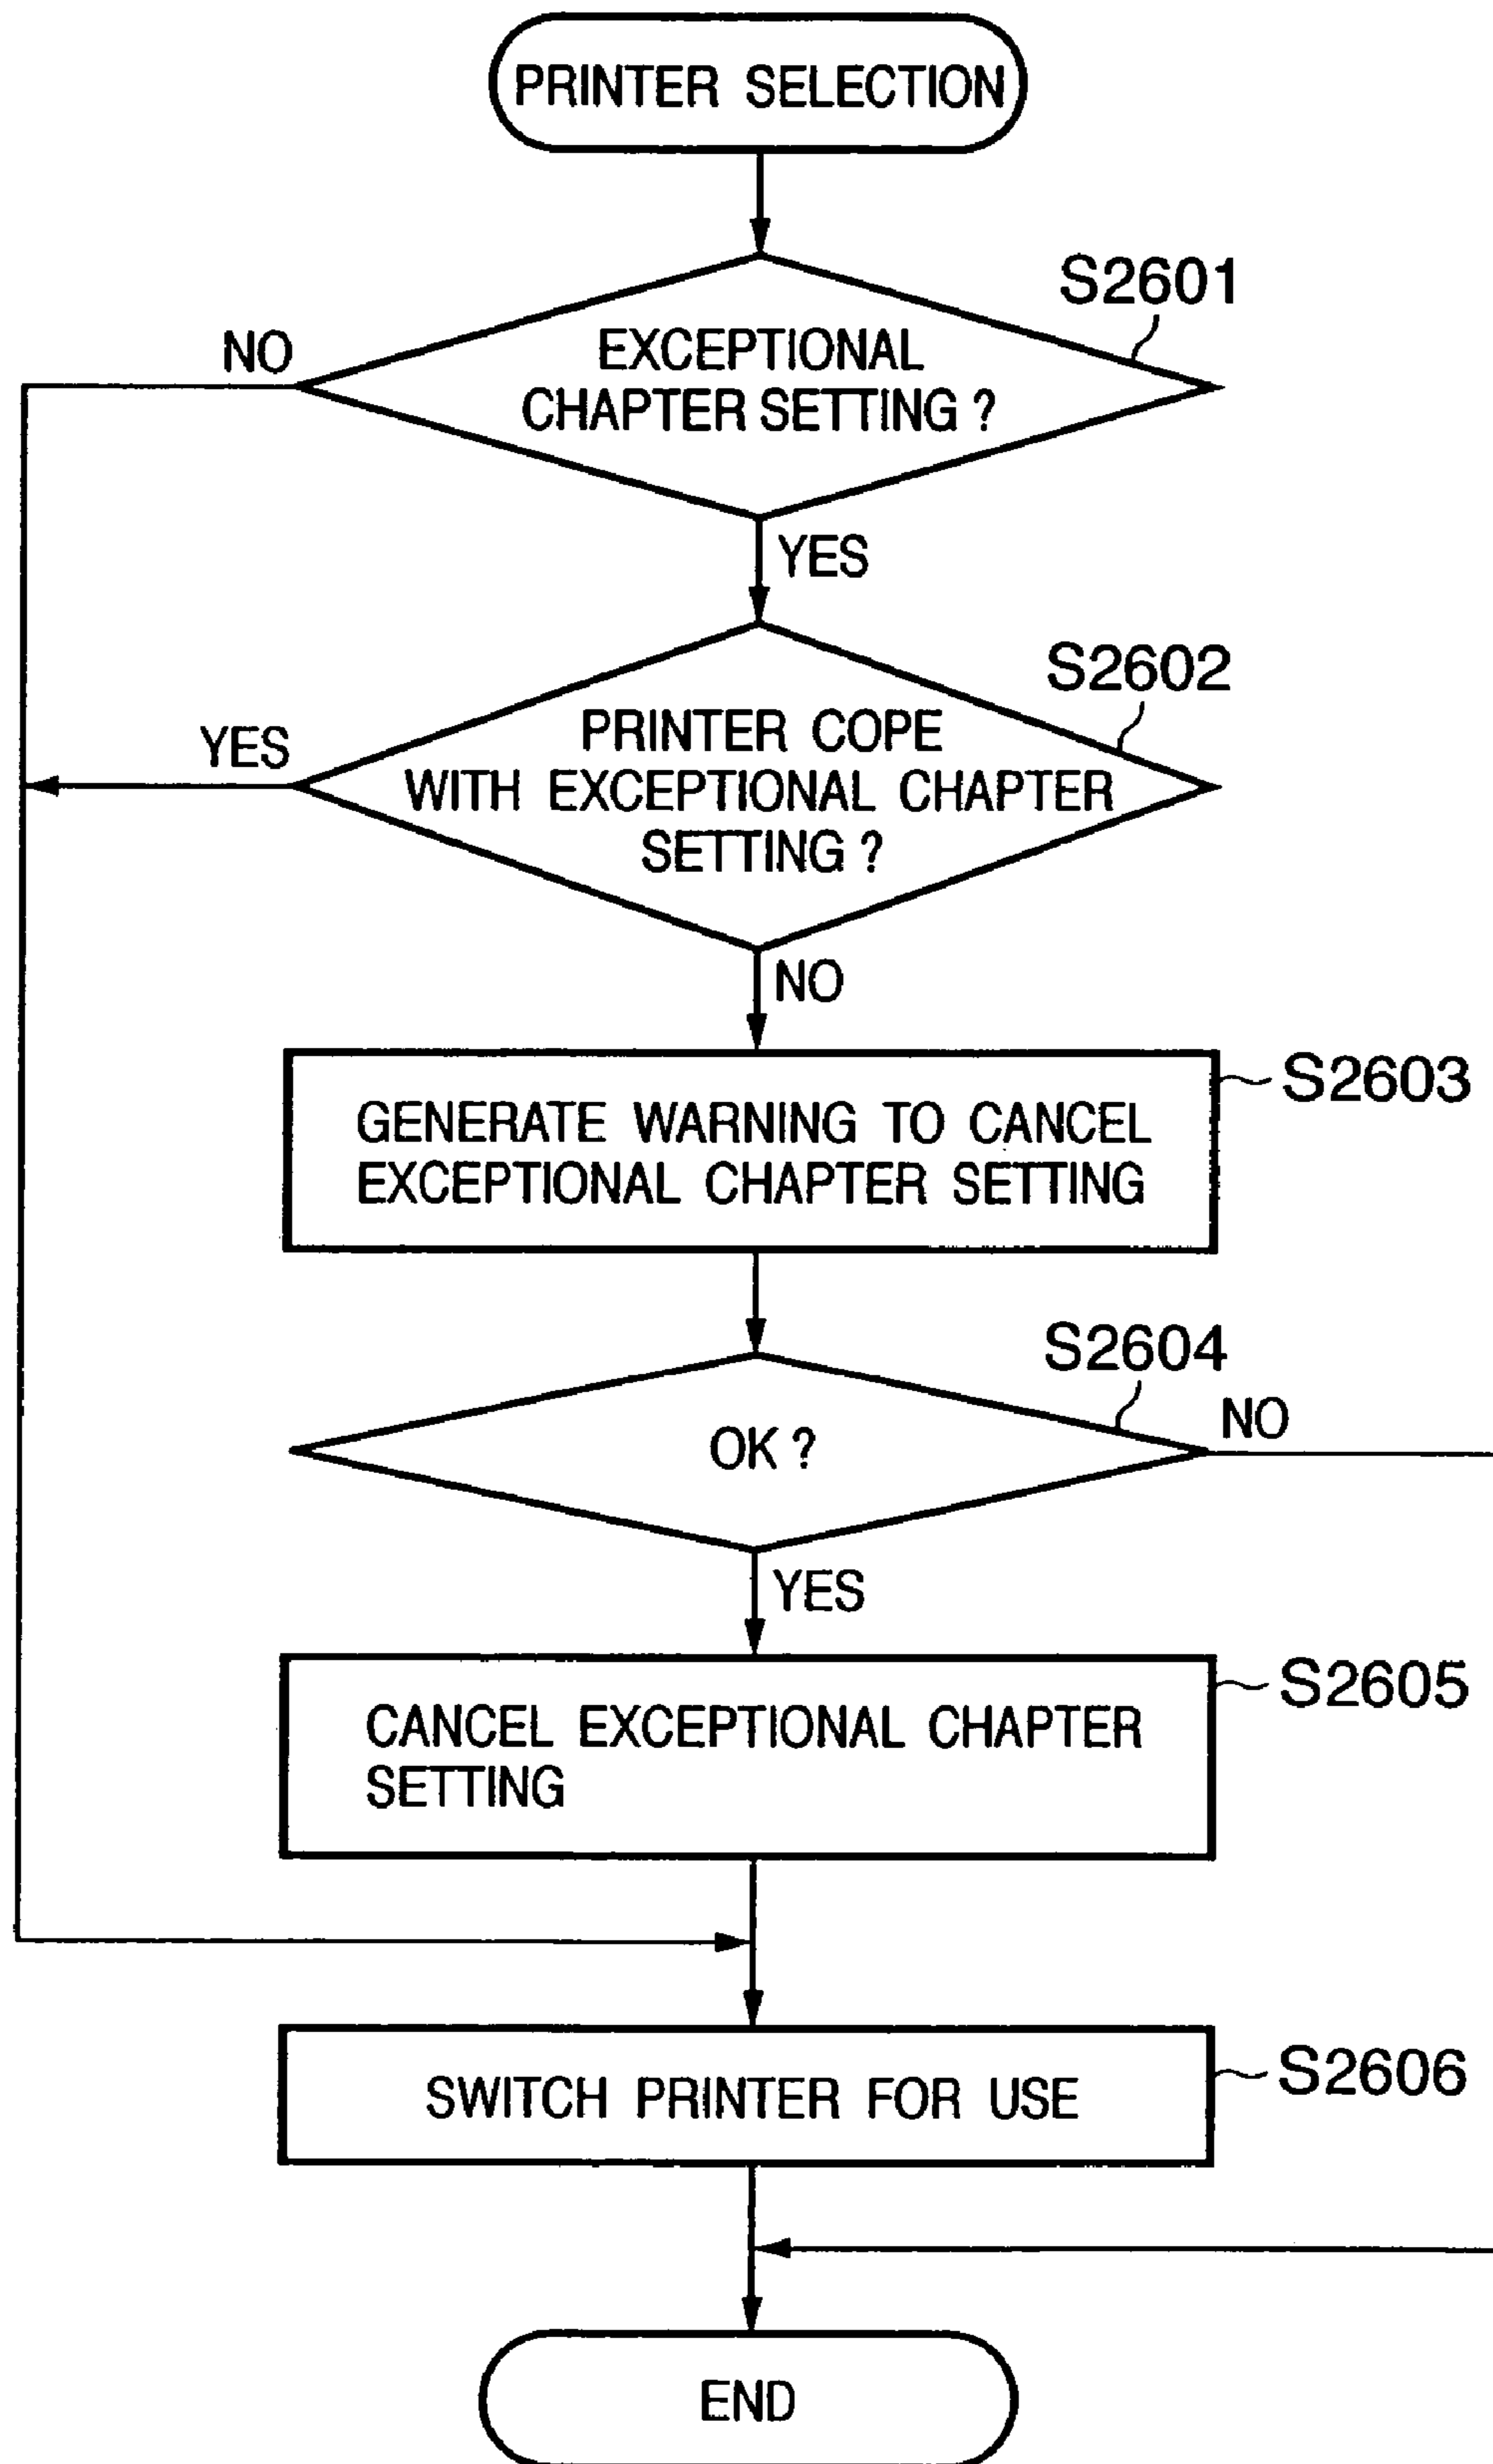 PRINTER SELECTION
S2601
NO
EXCEPTIONAL
CHAPTER SETTING ?
YES
S2602
YES
PRINTER COPE
WITH EXCEPTIONAL CHAPTER
SETTING ?
NO
S2603
GENERATE WARNING TO CANCEL
EXCEPTIONAL CHAPTER SETTING
S2604
NO
OK ?
YES
S2605
CANCEL EXCEPTIONAL CHAPTER
SETTING
S2606
SWITCH PRINTER FOR USE
END